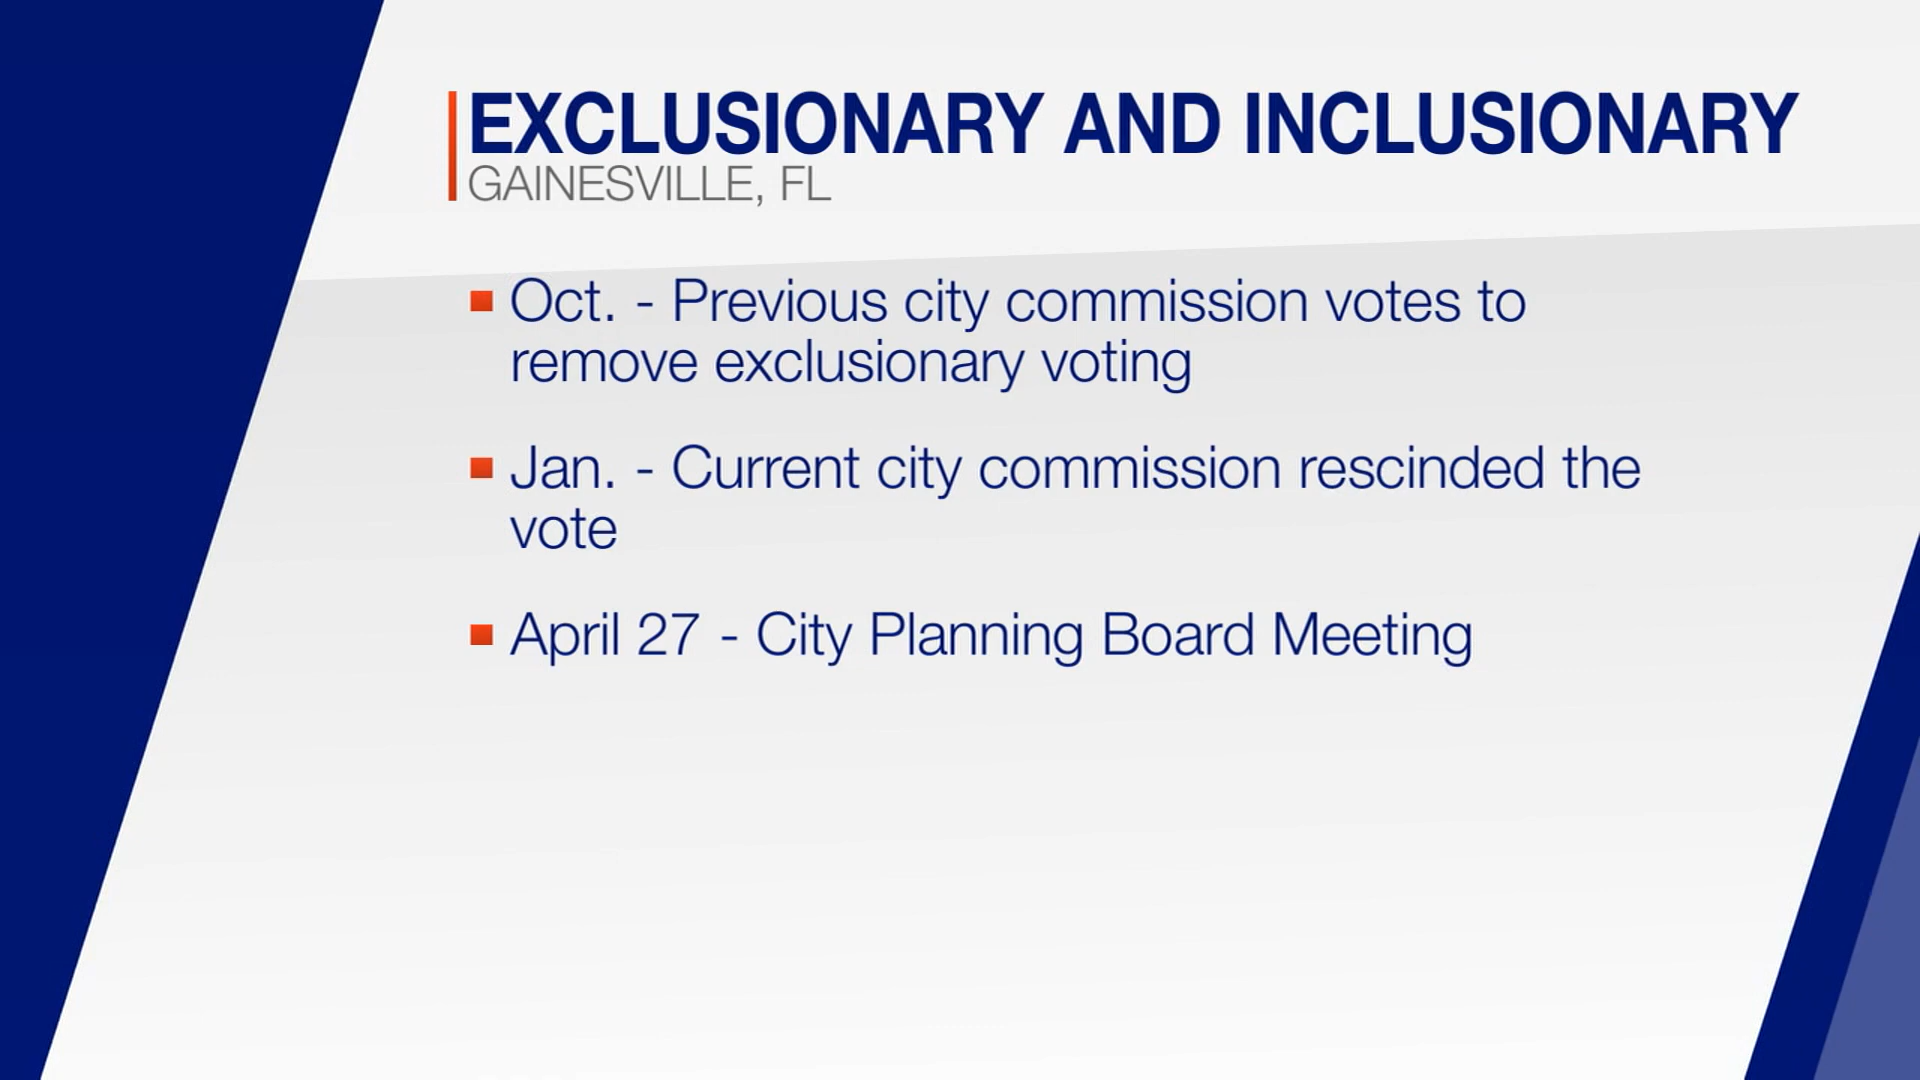 EXCLUSIONARY AND INCLUSIONARY
GAINESVILLE, FL
Oct. - Previous city commission votes to
remove exclusionary voting
Jan. - Current city commission rescinded the
vote
April 27 - City Planning Board Meeting